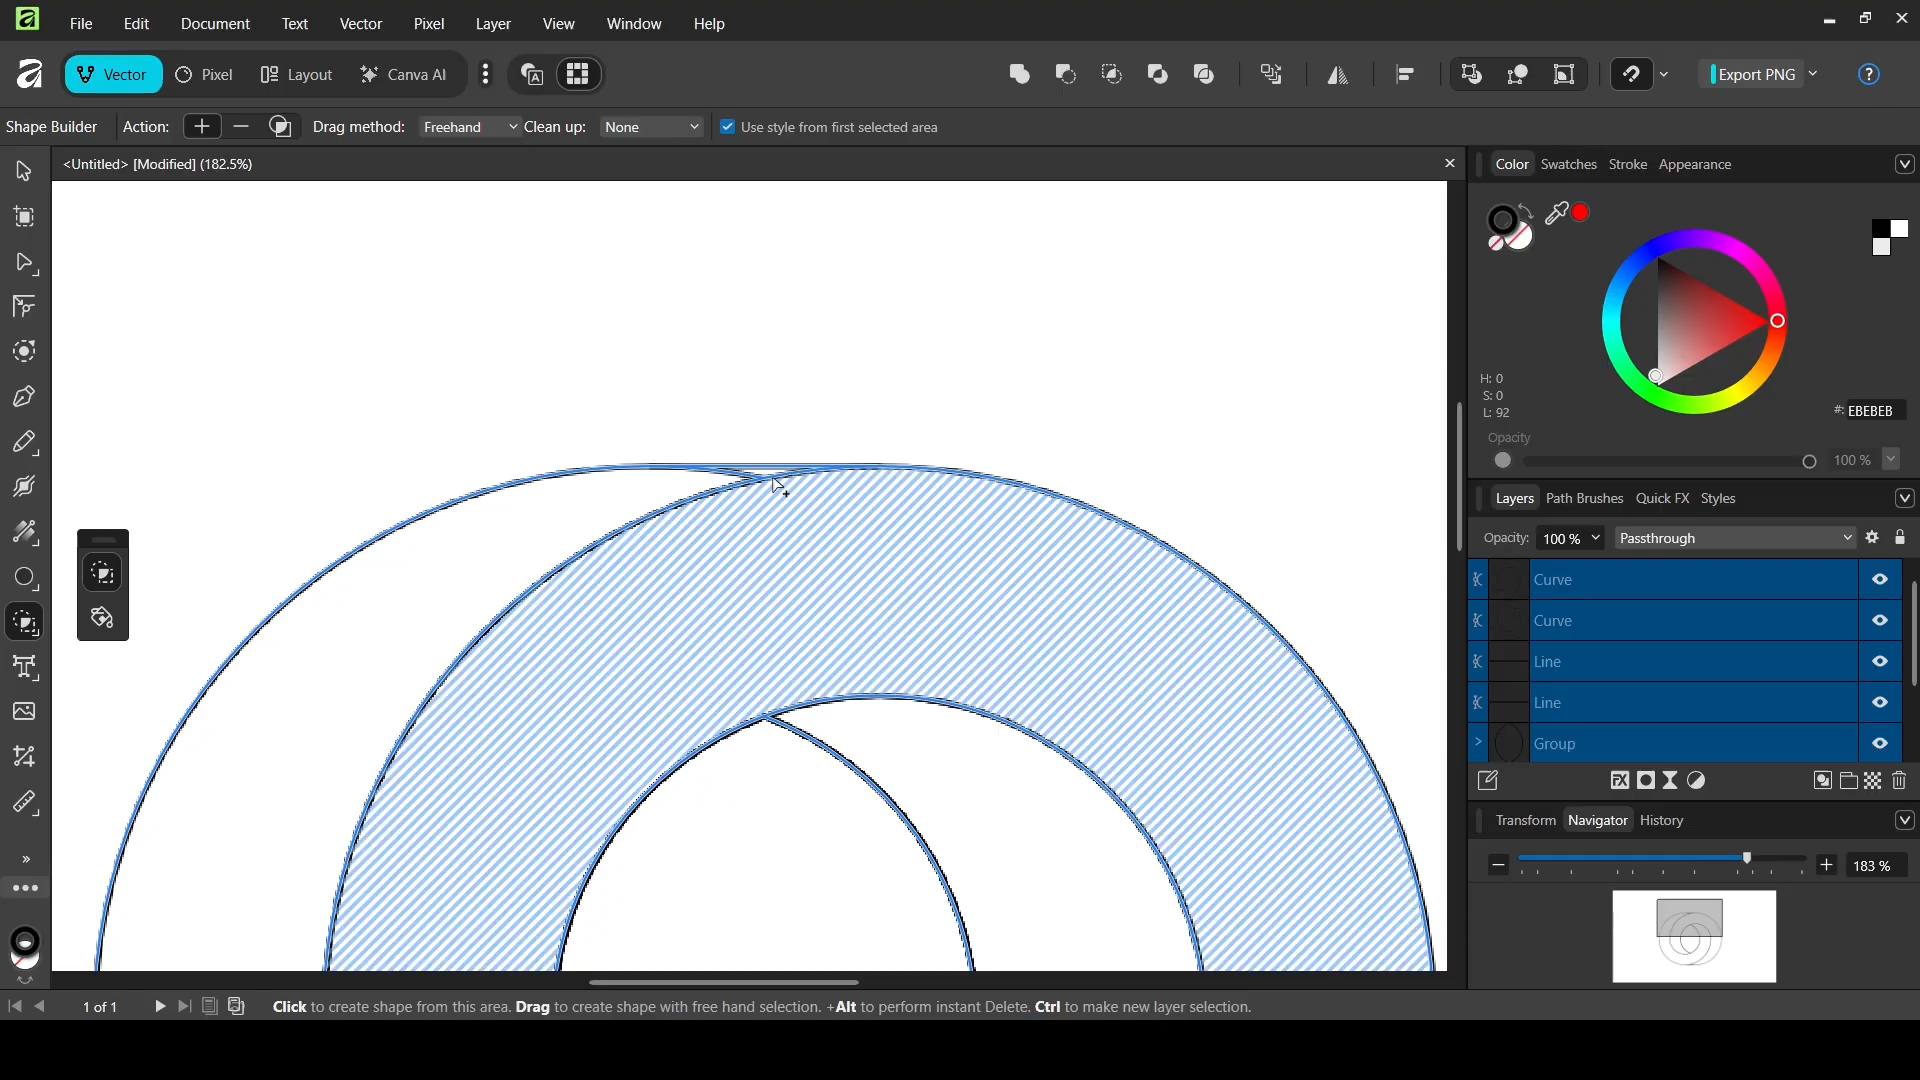 File Edit Document Text Vector Pixel Layer View Window Help
Vector Pixel Layout Canva AI Export PNG
Shape Builder Action: Drag method: Freehand Clean up: None Use style from first selected area
<Untitled> [Modified] (182.5%)
Color Swatches Stroke Appearance
H: 0
S: 0
L: 92
#: EBEBEB
Opacity
100 %
Layers Path Brushes Quick FX Styles
Opacity: 100 % Passthrough
Curve
Curve
Line
Line
Group
Transform Navigator History
183 %
1 of 1 Click to create shape from this area. Drag to create shape with free hand selection. +Alt to perform instant Delete. Ctrl to make new layer selection.